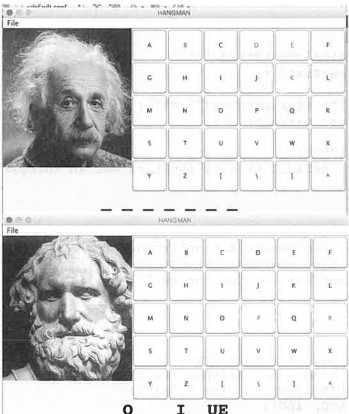 HANGMAN
File
A B C D E F
G H I J K L
M N O P Q R
S T U V W X
Y Z [ \ ] ^
_ _ _ _ _ _
HANGMAN
File
A B C D E F
G H I J K L
M N O P Q R
S T U V W X
Y Z [ \ ] ^
O I UE